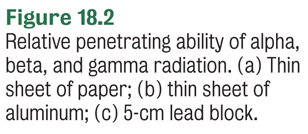 Figure 18.2
Relative penetrating ability of alpha,
beta, and gamma radiation. (a) Thin
sheet of paper; (b) thin sheet of
aluminum; (c) 5-cm lead block.